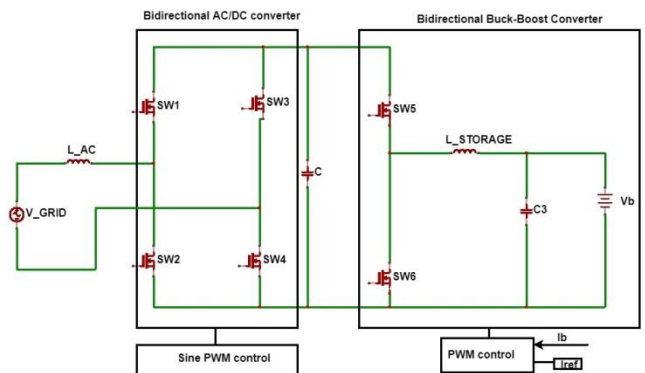 Bidirectional AC/DC converter
Bidirectional Buck-Boost Converter
SW1
SW3
SW5
L_AC
L_STORAGE
C
V_GRID
C3
Vb
SW2
SW4
SW6
Sine PWM control
PWM control
Ib
Iref